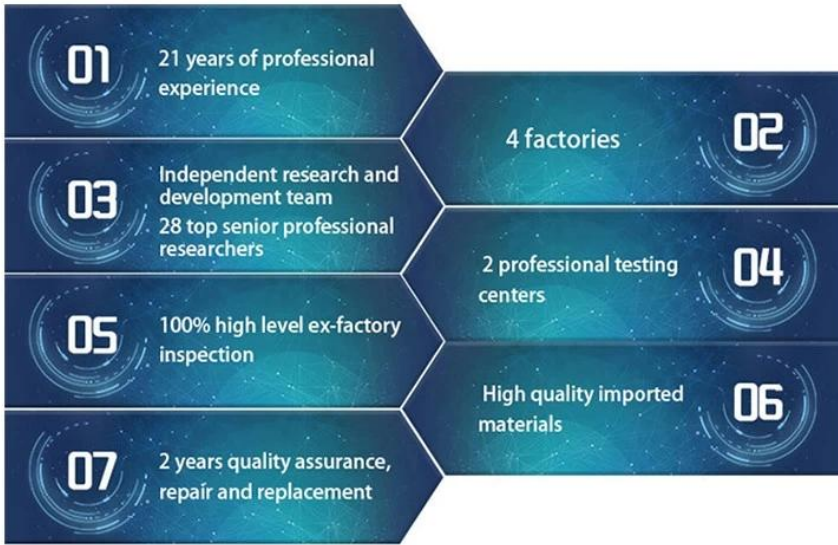 01
21 years of professional
experience
02
4 factories
03
Independent research and
development team
28 top senior professional
researchers
04
2 professional testing
centers
05
100% high level ex-factory
inspection
06
High quality imported
materials
07
2 years quality assurance,
repair and replacement